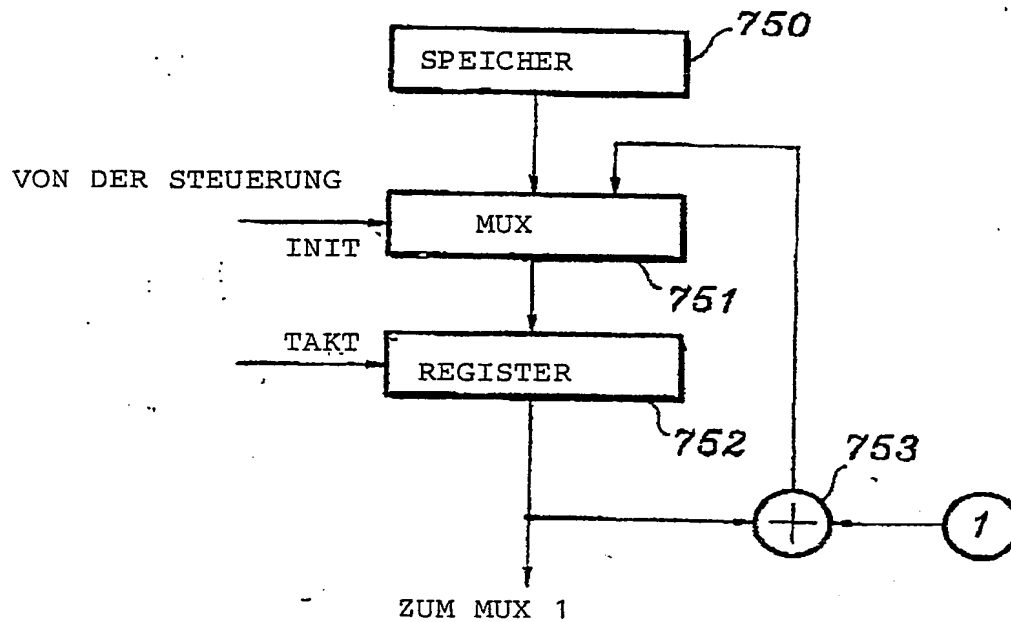 750
SPEICHER
VON DER STEUERUNG
MUX
INIT
751
TAKT
REGISTER
752
753
1
ZUM MUX 1